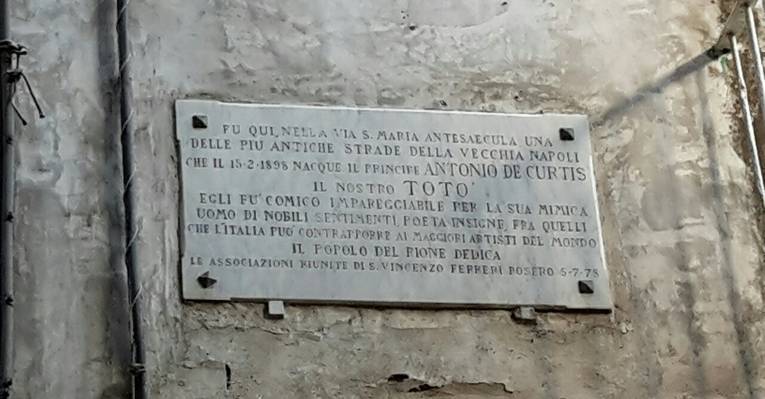 FU QUI, NELLA VIA S. MARIA ANTESAECULA UNA
DELLE PIU ANTICHE STRADE DELLA VECCHIA NAPOLI
CHE IL 15-2-1898 NACQUE IL PRINCIPE ANTONIO DE CURTIS
IL NOSTRO TOTO'
EGLI FU' COMICO IMPAREGGIABILE PER LA SUA MIMICA
UOMO DI NOBILI SENTIMENTI, POETA INSIGNE, FRA QUELLI
CHE L'ITALIA PUO' CONTRAPPORRE AI MAGGIORI ARTISTI DEL MONDO
IL POPOLO DEL RIONE DEDICA
LE ASSOCIAZIONI RIUNITE DI S. VINCENZO FERRERI POSERO 5-7-78